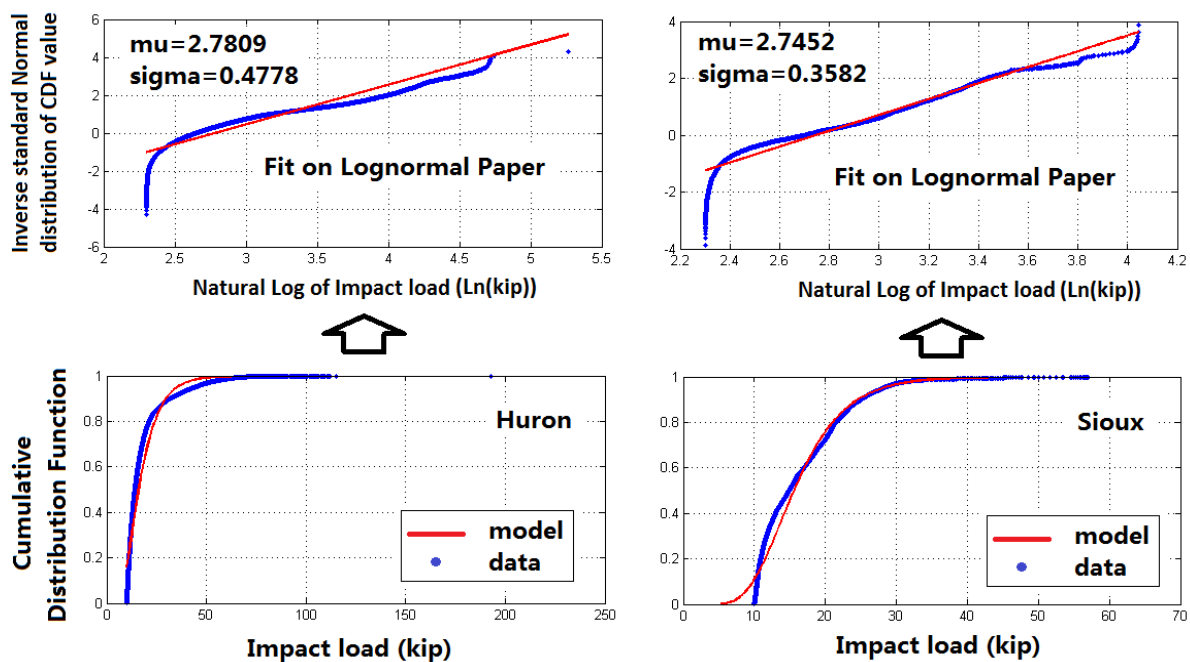 Inverse standard Normal
distribution of CDF value
6
4
2
0
-2
-4
-6
mu=2.7809
sigma=0.4778
Fit on Lognormal Paper
2
2.5
3
3.5
4
4.5
5
5.5
Natural Log of Impact load (Ln(kip))
4
2
0
-2
-4
mu=2.7452
sigma=0.3582
Fit on Lognormal Paper
2.2
2.4
2.6
2.8
3
3.2
3.4
3.6
3.8
4
4.2
Natural Log of Impact load (Ln(kip))
Cumulative
Distribution Function
1
0.8
0.6
0.4
0.2
0
Huron
model
data
0
50
100
150
200
250
Impact load (kip)
1
0.8
0.6
0.4
0.2
0
Sioux
model
data
0
10
20
30
40
50
60
70
Impact load (kip)